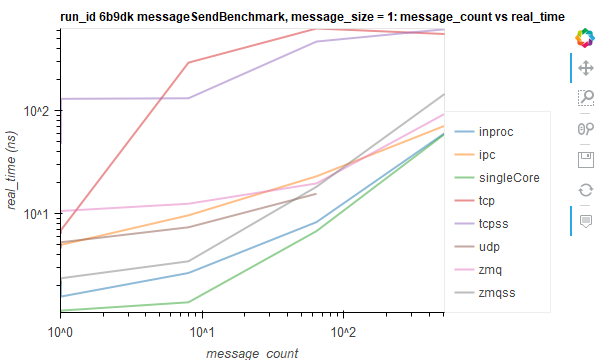 run_id 6b9dk messageSendBenchmark, message_size = 1: message_count vs real_time
real_time (ns)
10^2
10^1
10^0
10^1
10^2
message_count
inproc
ipc
singleCore
tcp
tcpss
udp
zmq
zmqss